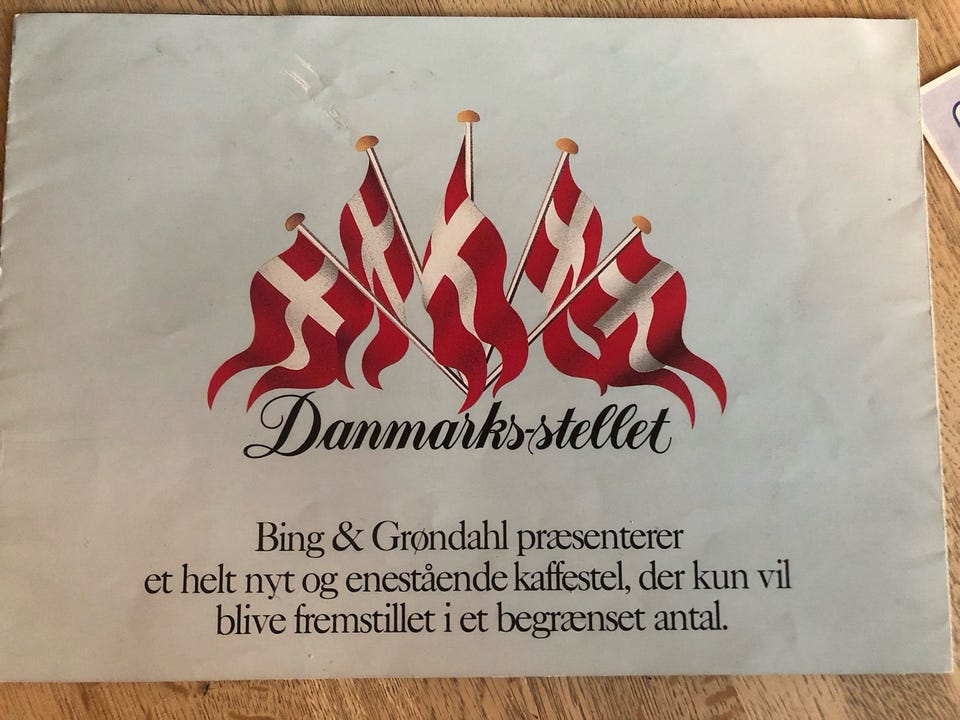 Danmarks-stellet
Bing & Grøndahl præsenterer
et helt nyt og enestående kaffestel, der kun vil
blive fremstillet i et begrænset antal.